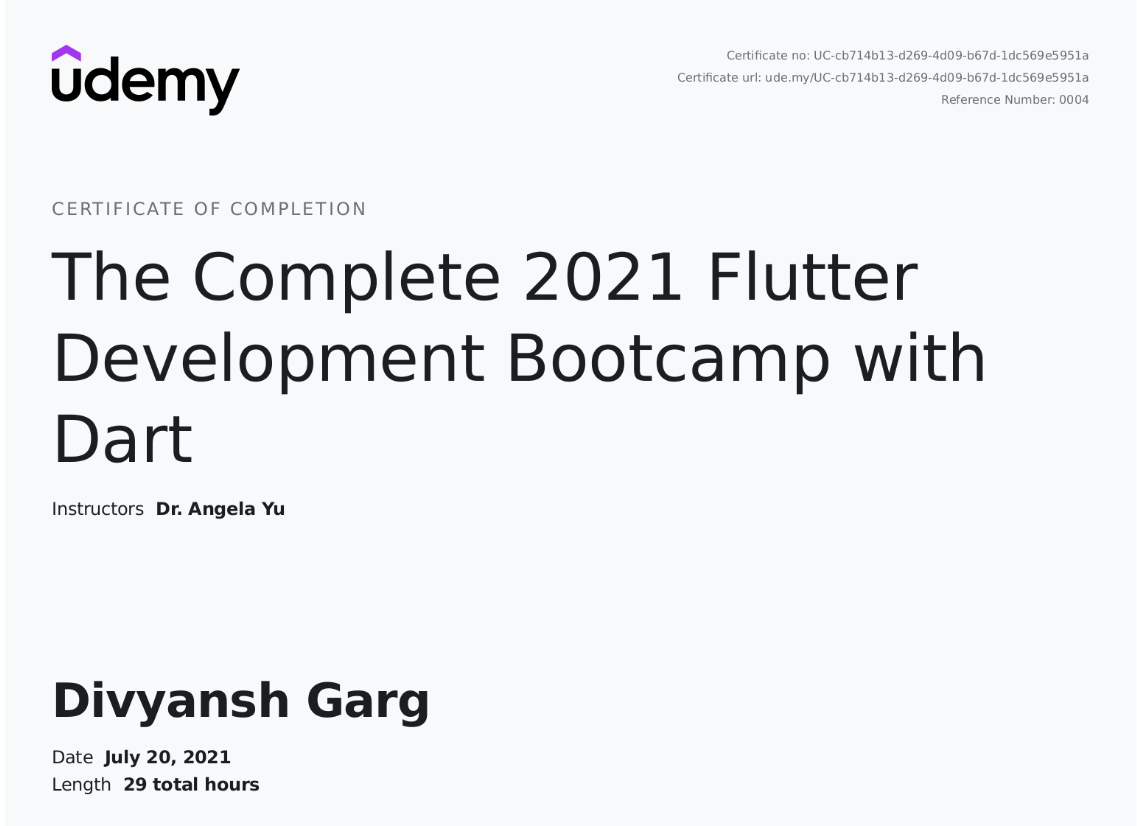 udemy
Certificate no: UC-cb714b13-d269-4d09-b67d-1dc569e5951a
Certificate url: ude.my/UC-cb714b13-d269-4d09-b67d-1dc569e5951a
Reference Number: 0004
CERTIFICATE OF COMPLETION
The Complete 2021 Flutter
Development Bootcamp with
Dart
Instructors Dr. Angela Yu
Divyansh Garg
Date July 20, 2021
Length 29 total hours